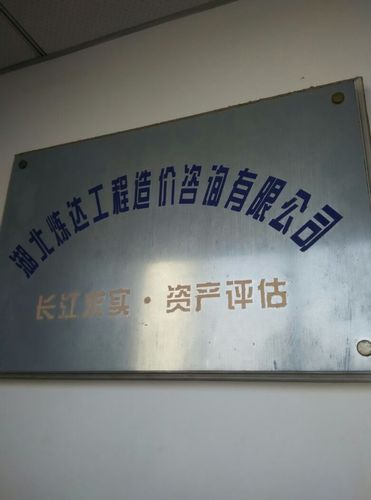 湖北炼达工程造价咨询有限公司
长江 实·资产评估